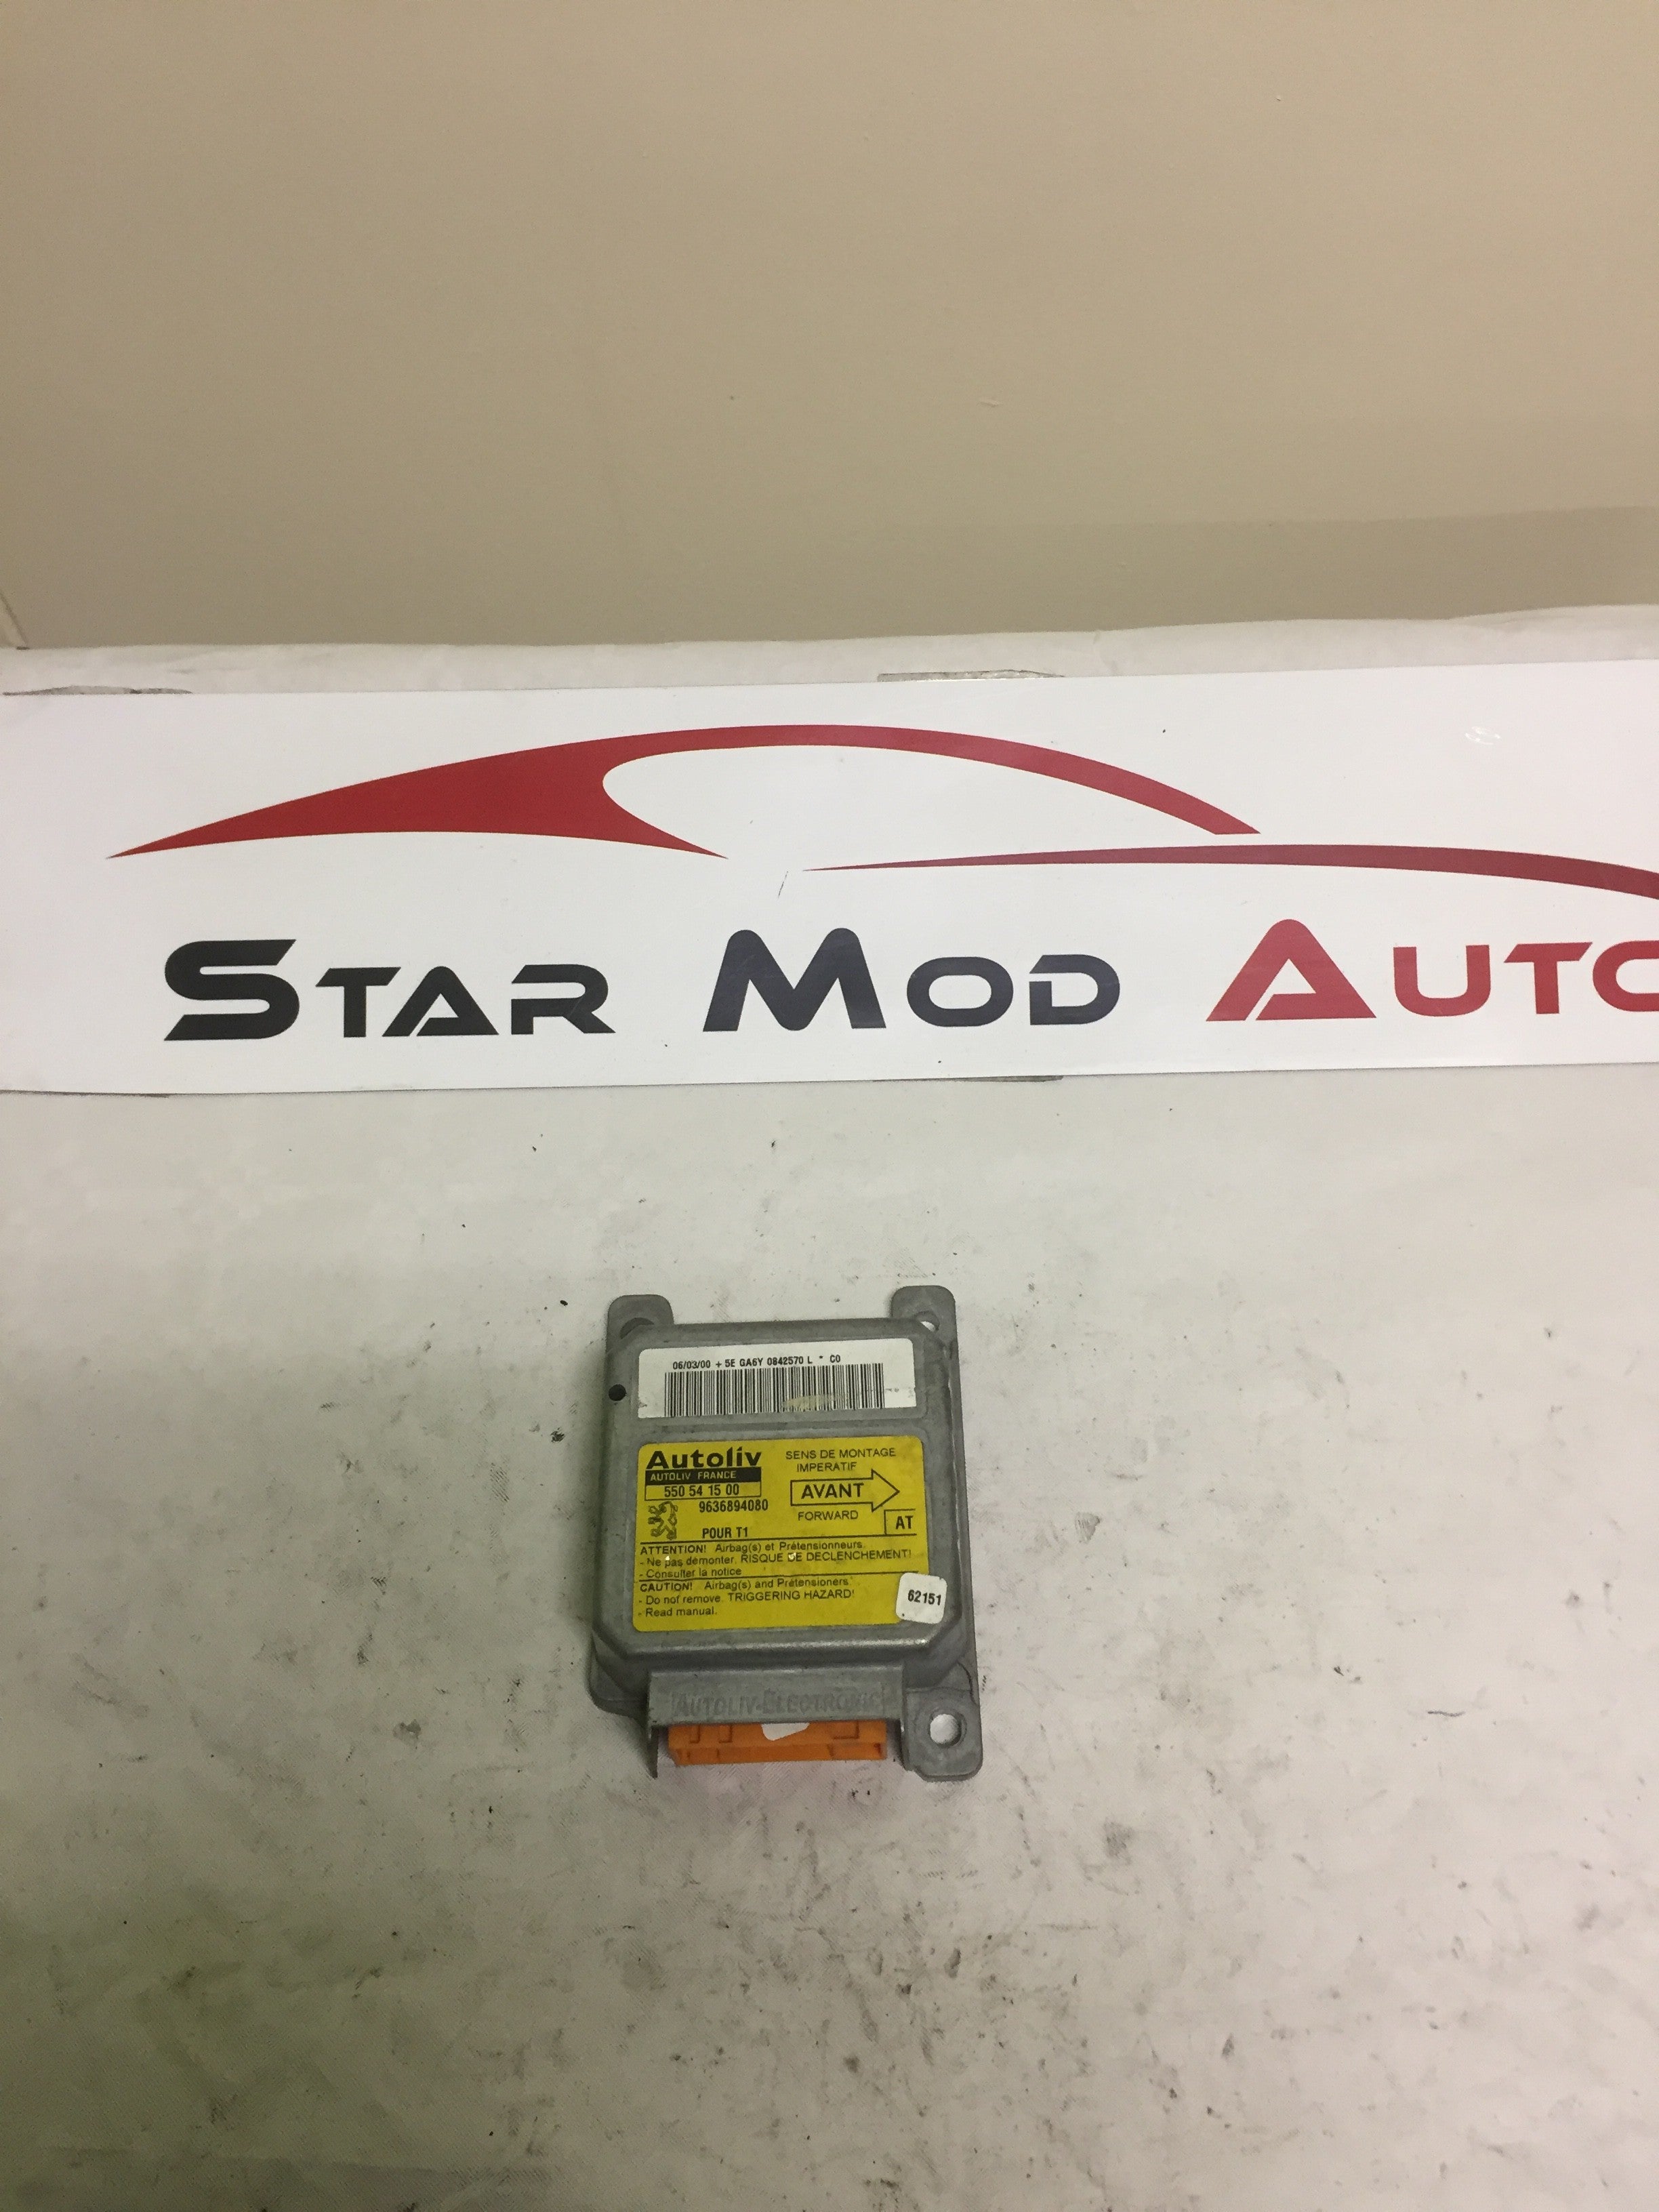 STAR MOD AUTO
06/03/00 + 5E GA6Y 0842570 L - C0
Autoliv
AUTOLIV FRANCE
550 54 15 00
9636894080
POUR T1
SENS DE MONTAGE
IMPERATIF
AVANT
FORWARD
AT
ATTENTION! Airbag(s) et Prétensionneurs.
- Ne pas démonter. RISQUE DE DECLENCHEMENT!
- Consulter la notice
CAUTION! Airbag(s) and Pretensioners.
- Do not remove. TRIGGERING HAZARD!
- Read manual.
62151
AUTOLIV-ELECTRONIC